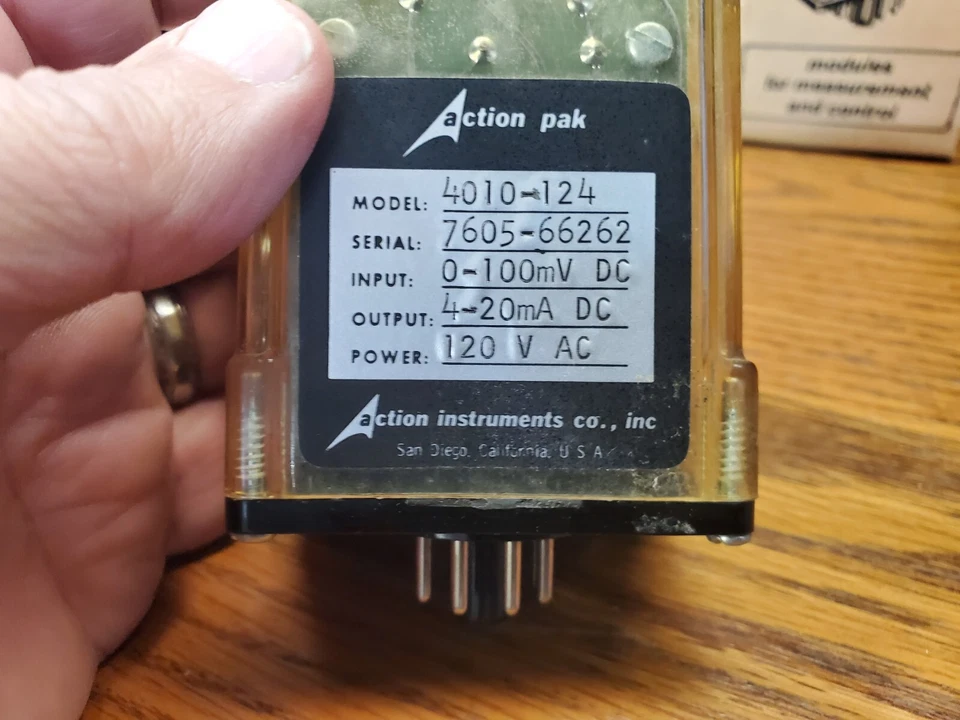 action pak
MODEL: 4010-124
SERIAL: 7605-66262
INPUT: 0-100mV DC
OUTPUT: 4-20mA DC
POWER: 120 V AC
action instruments co., inc
San Diego, California, U S A
modules
for measurement
and control